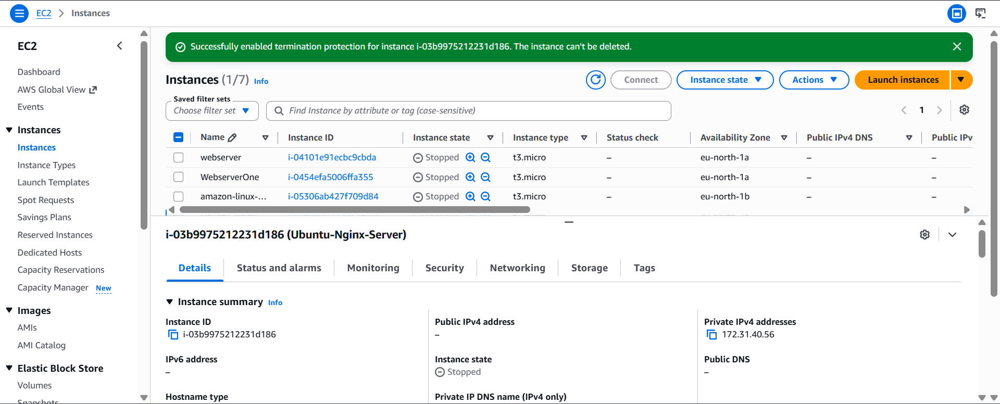 EC2 > Instances
EC2
Dashboard
AWS Global View
Events
Instances
Instances
Instance Types
Launch Templates
Spot Requests
Savings Plans
Reserved Instances
Dedicated Hosts
Capacity Reservations
Capacity Manager New
Images
AMIs
AMI Catalog
Elastic Block Store
Volumes
Snapshots
Successfully enabled termination protection for instance i-03b9975212231d186. The instance can't be deleted.
Instances (1/7) Info
Connect
Instance state
Actions
Launch instances
Saved filter sets
Choose filter set
Find Instance by attribute or tag (case-sensitive)
1
Name Instance ID Instance state Instance type Status check Availability Zone Public IPv4 DNS Public IPv
webserver i-04101e91ecbc9cbda Stopped t3.micro – eu-north-1a – –
WebserverOne i-0454efa5006ffa355 Stopped t3.micro – eu-north-1a – –
amazon-linux-... i-05306ab427f709d84 Stopped t3.micro – eu-north-1b – –
i-03b9975212231d186 (Ubuntu-Nginx-Server)
Details
Status and alarms
Monitoring
Security
Networking
Storage
Tags
Instance summary Info
Instance ID
i-03b9975212231d186
Public IPv4 address
–
Private IPv4 addresses
172.31.40.56
IPv6 address
–
Instance state
Stopped
Public DNS
–
Hostname type
Private IP DNS name (IPv4 only)